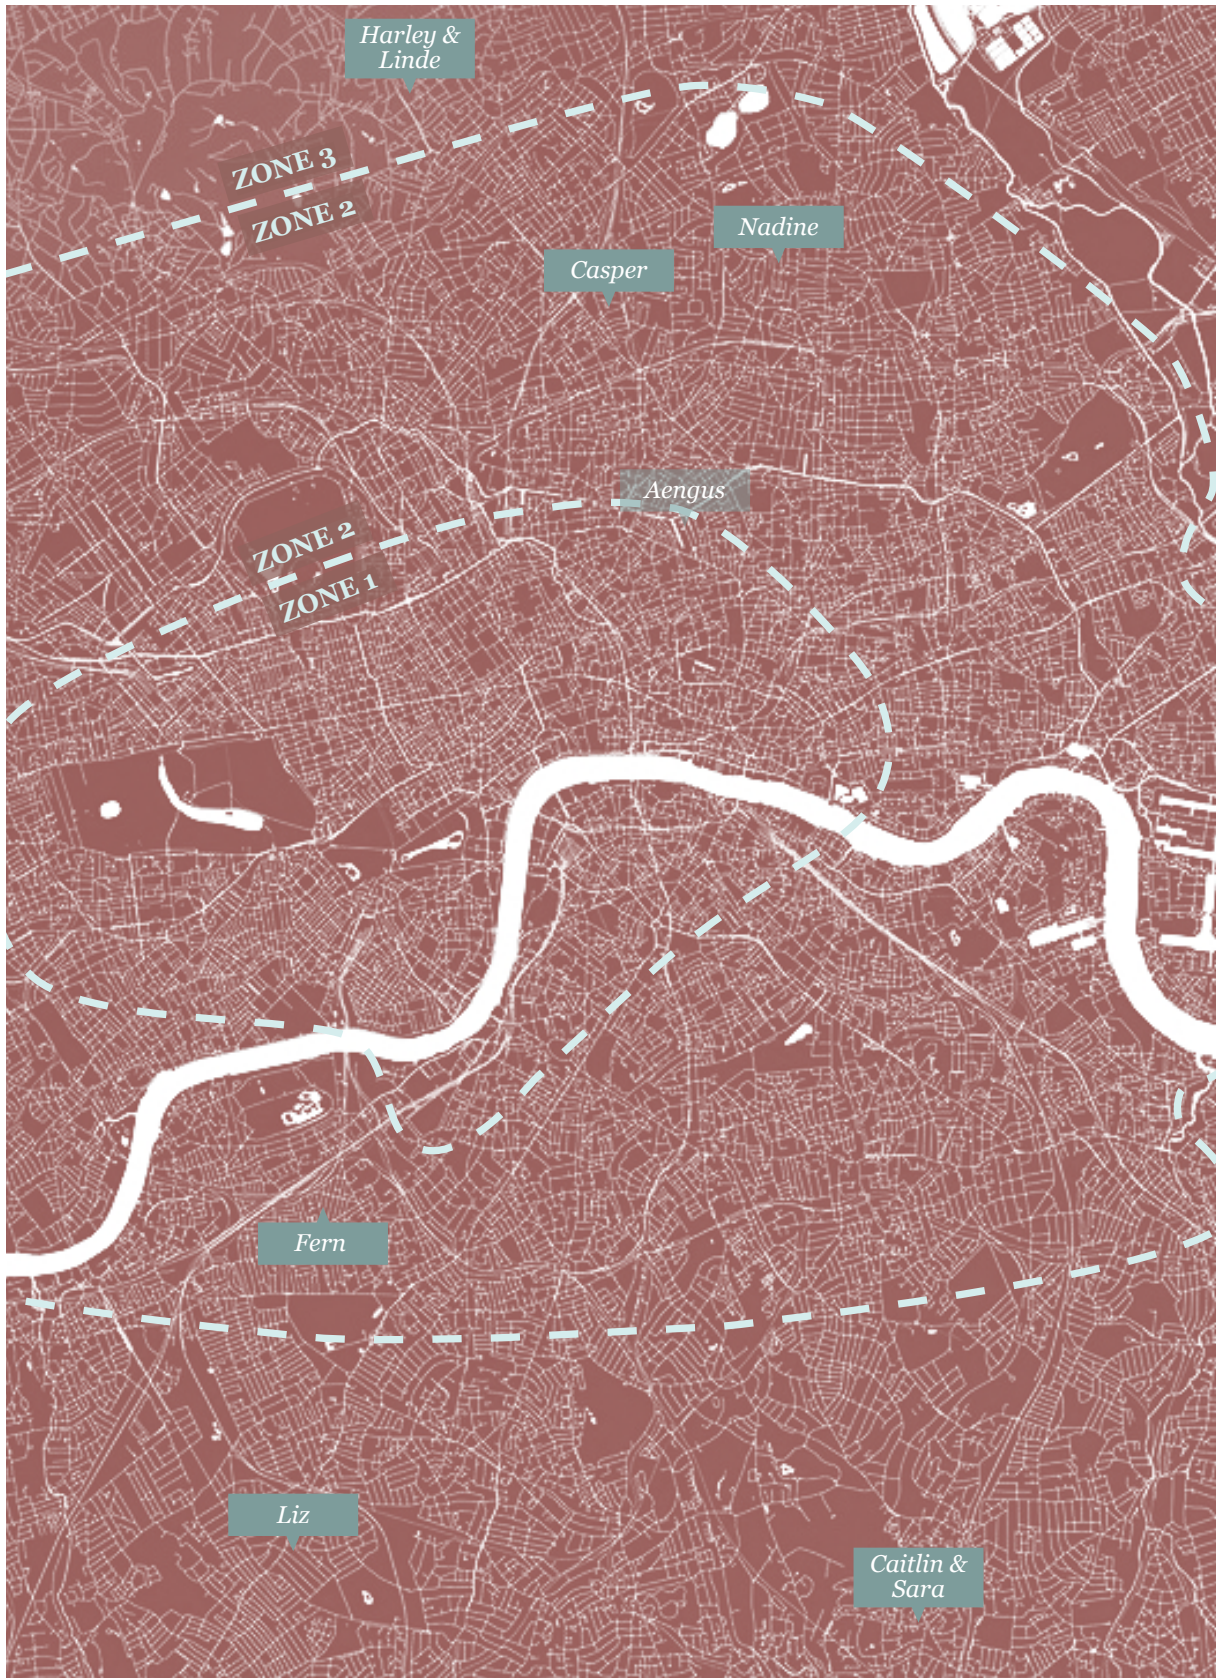 Harley &
Linde
ZONE 3
ZONE 2
Nadine
Casper
Aengus
ZONE 2
ZONE 1
Fern
Liz
Caitlin &
Sara